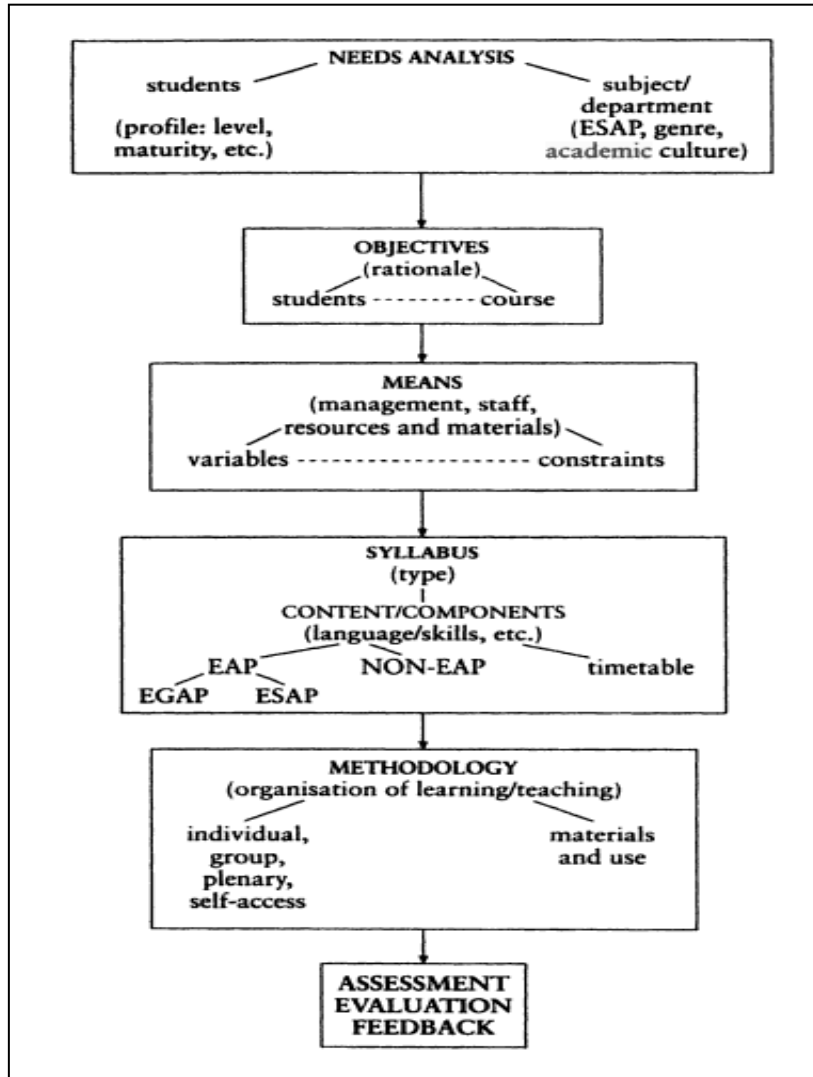 NEEDS ANALYSIS
students
(profile: level,
maturity, etc.)
subject/
department
(ESAP, genre,
academic culture)
OBJECTIVES
(rationale)
students -------- course
MEANS
(management, staff,
resources and materials)
variables ------------------ constraints
SYLLABUS
(type)
CONTENT/COMPONENTS
(language/skills, etc.)
EAP NON-EAP timetable
EGAP ESAP
METHODOLOGY
(organisation of learning/teaching)
individual,
group,
plenary,
self-access
materials
and use
ASSESSMENT
EVALUATION
FEEDBACK